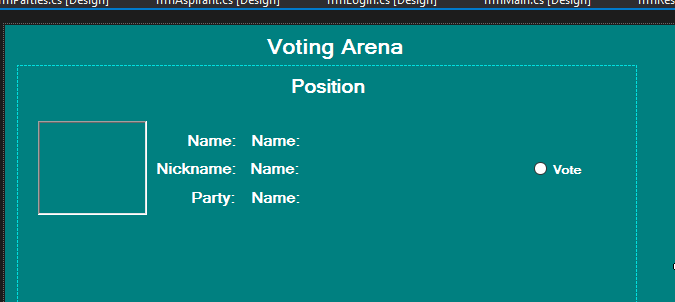 frmParties.cs [Design] frmAspirant.cs [Design] frmLogin.cs [Design] frmMain.cs [Design] frmRes
Voting Arena
Position
Name: Name:
Nickname: Name: Vote
Party: Name: